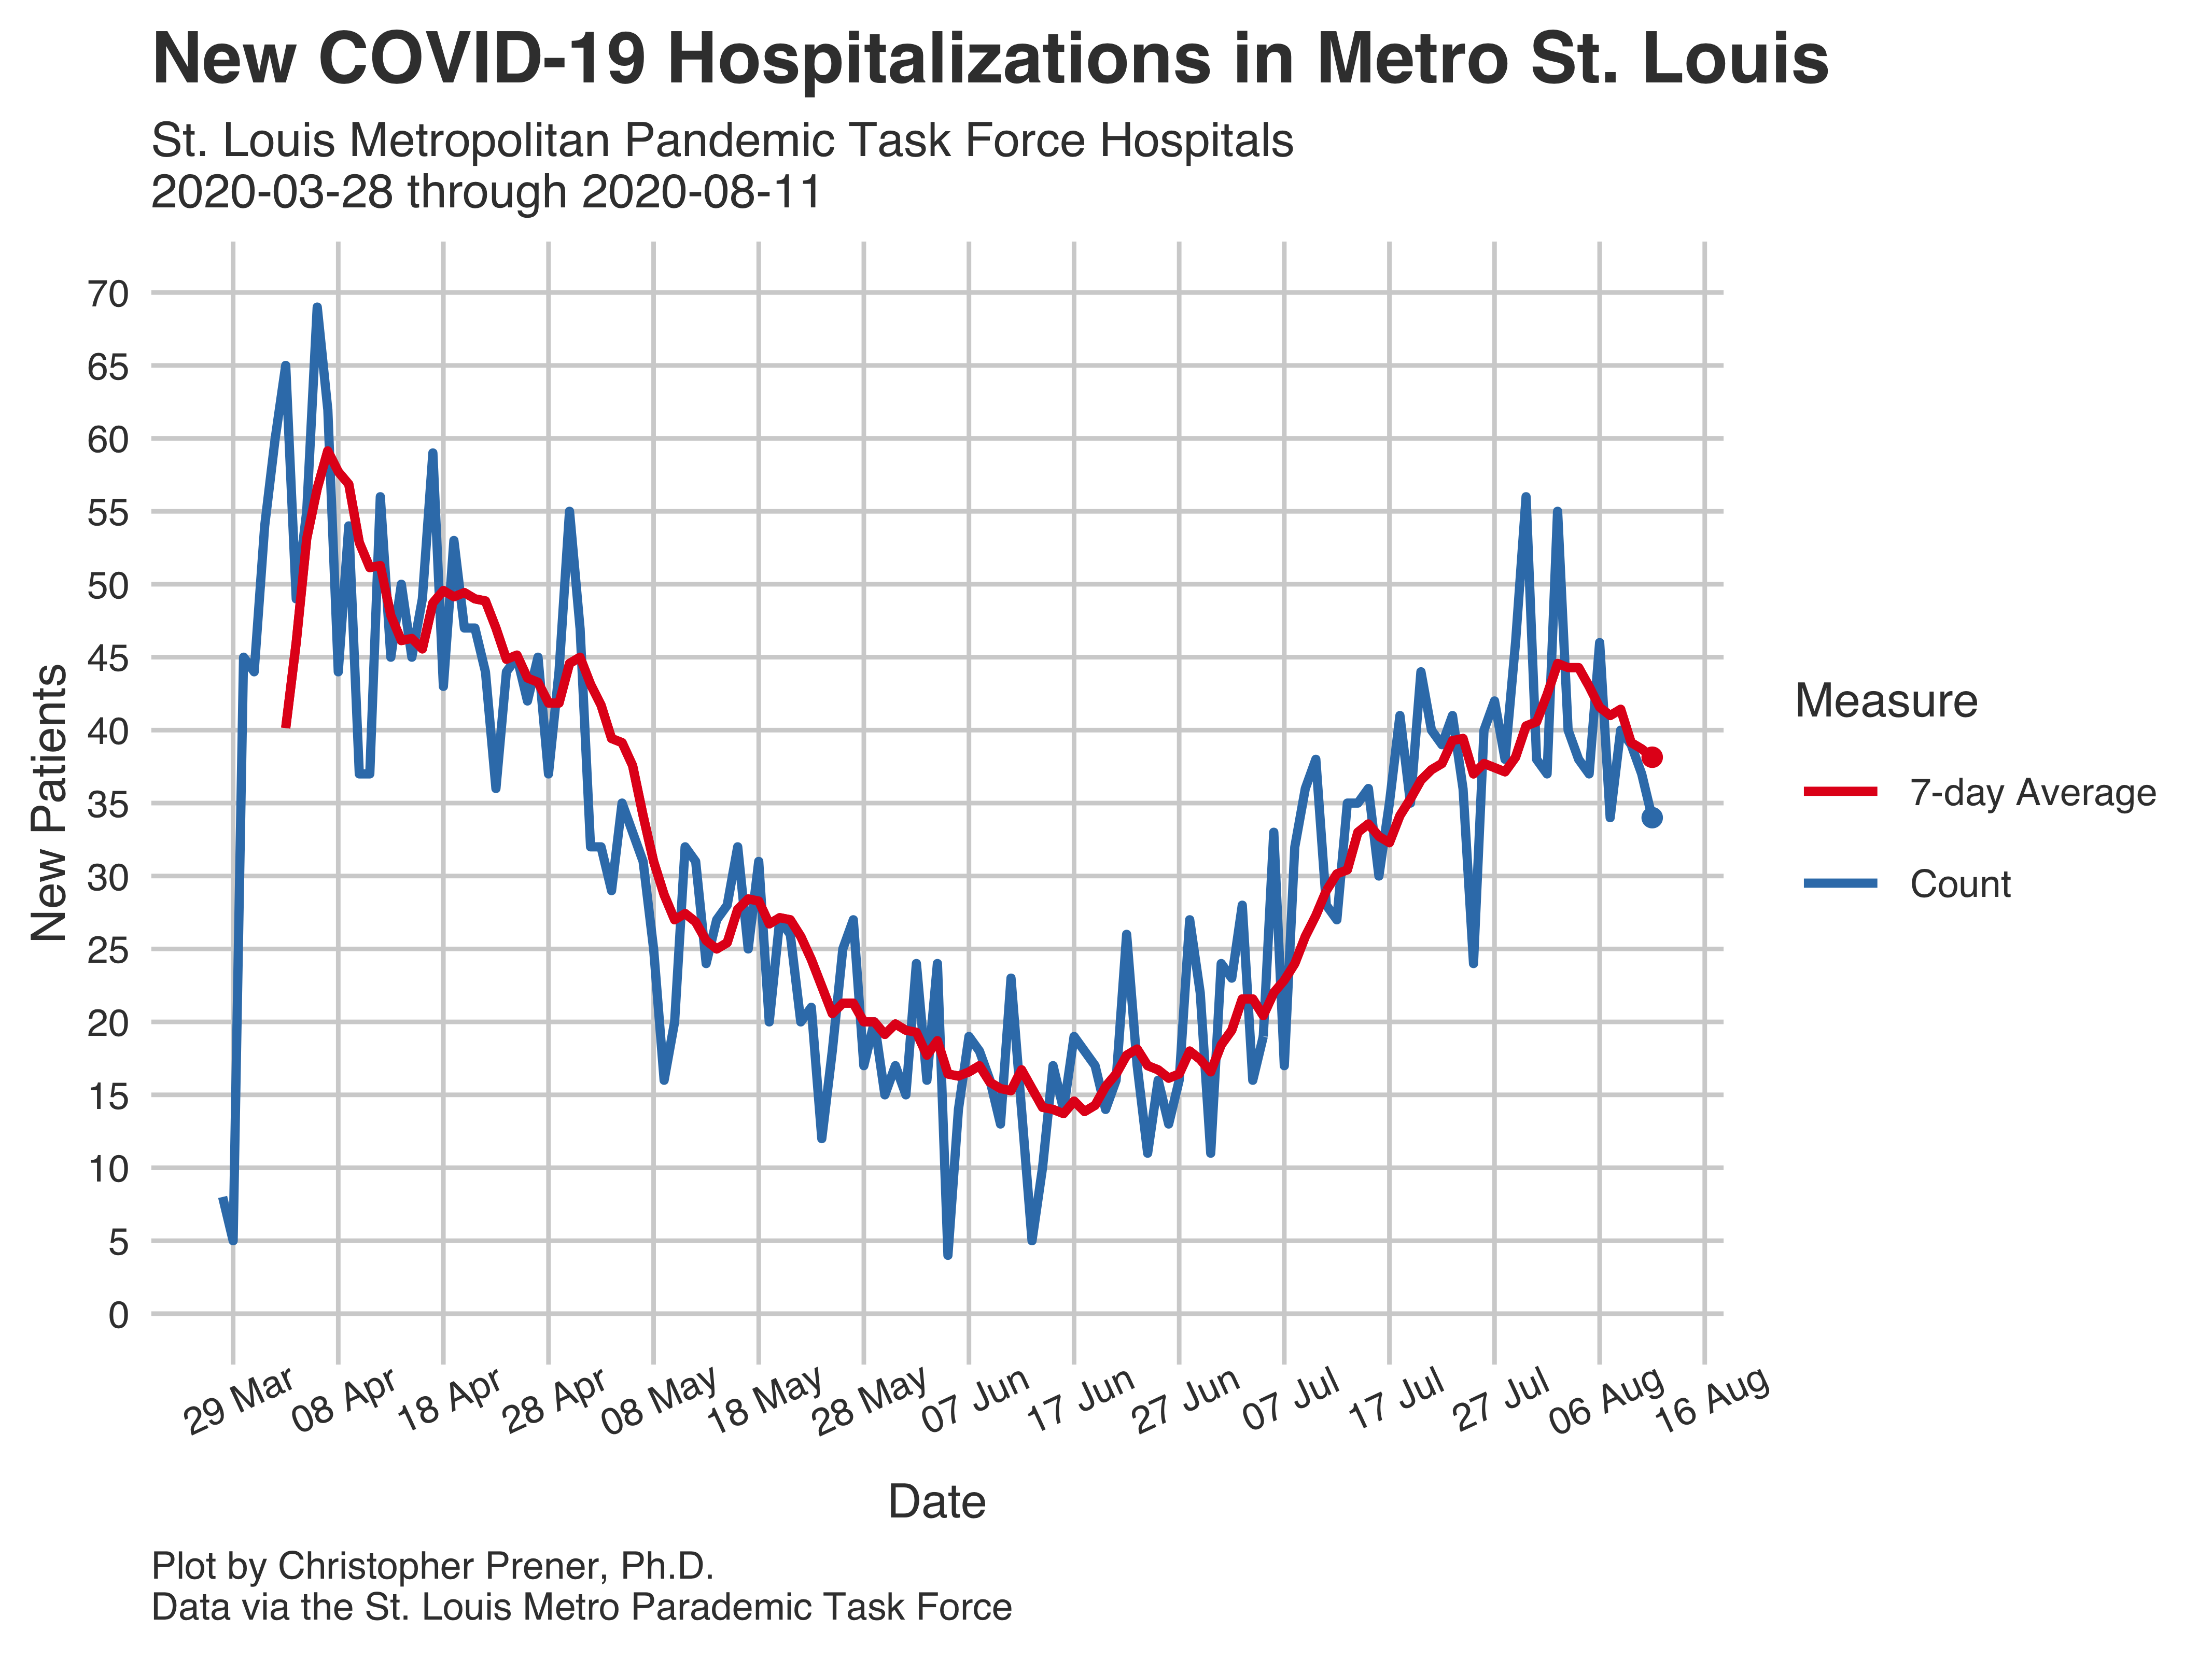 New COVID-19 Hospitalizations in Metro St. Louis
St. Louis Metropolitan Pandemic Task Force Hospitals
2020-03-28 through 2020-08-11
70
65
60
55
50
45
40
35
30
25
20
15
10
5
0
New Patients
29 Mar
08 Apr
18 Apr
28 Apr
08 May
18 May
28 May
07 Jun
17 Jun
27 Jun
07 Jul
17 Jul
27 Jul
06 Aug
16 Aug
Date
Measure
7-day Average
Count
Plot by Christopher Prener, Ph.D.
Data via the St. Louis Metro Parademic Task Force